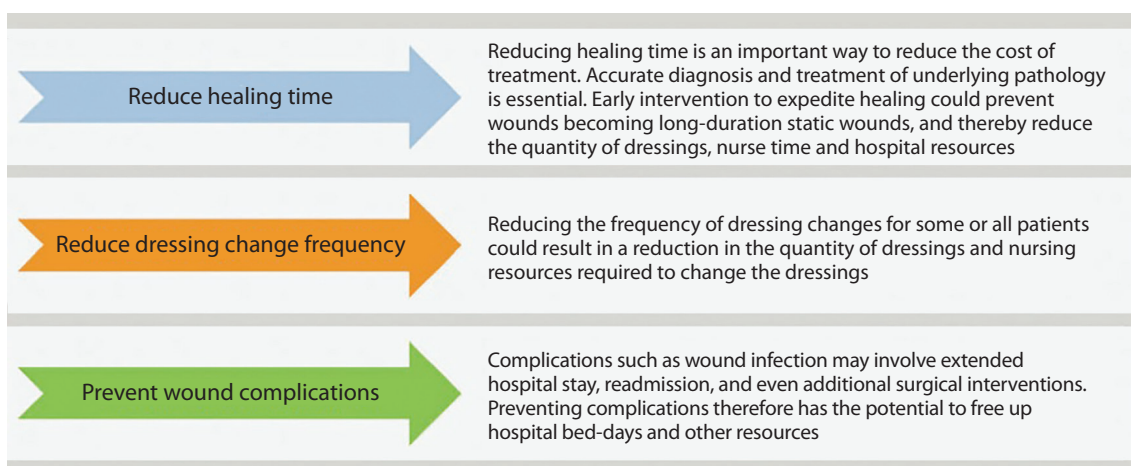 Reduce healing time
Reducing healing time is an important way to reduce the cost of
treatment. Accurate diagnosis and treatment of underlying pathology
is essential. Early intervention to expedite healing could prevent
wounds becoming long-duration static wounds, and thereby reduce
the quantity of dressings, nurse time and hospital resources
Reduce dressing change frequency
Reducing the frequency of dressing changes for some or all patients
could result in a reduction in the quantity of dressings and nursing
resources required to change the dressings
Prevent wound complications
Complications such as wound infection may involve extended
hospital stay, readmission, and even additional surgical interventions.
Preventing complications therefore has the potential to free up
hospital bed-days and other resources